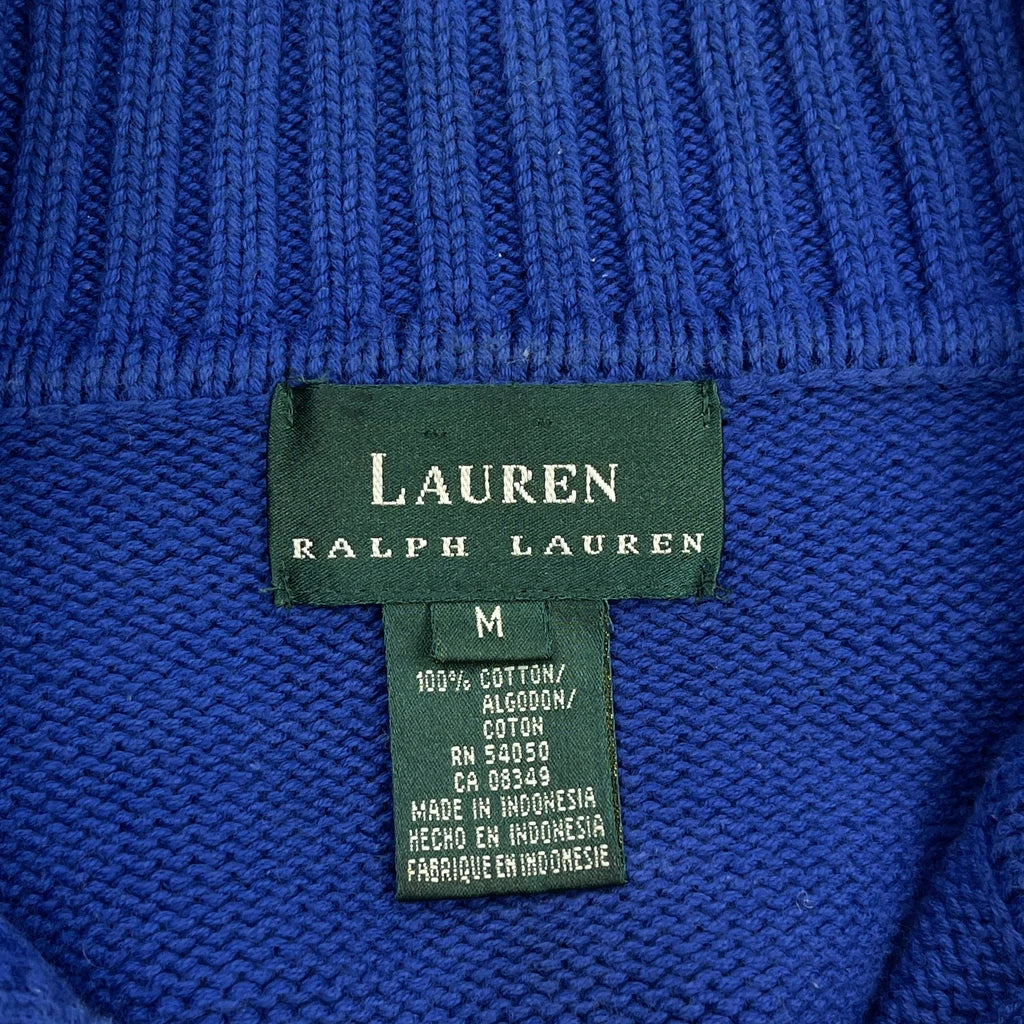 LAUREN
RALPH LAUREN
M
100% COTTON/
ALGODON/
COTON
RN 54050
CA 08349
MADE IN INDONESIA
HECHO EN INDONESIA
FABRIQUE EN INDONESIE